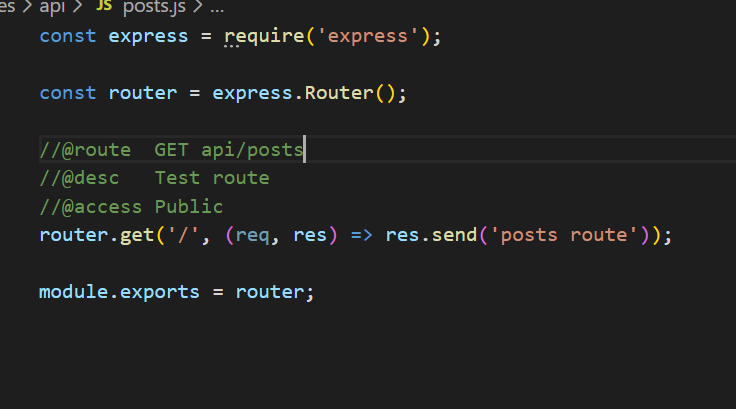 es > api > JS posts.js > ...
const express = require('express');
const router = express.Router();
//@route  GET api/posts
//@desc   Test route
//@access Public
router.get('/', (req, res) => res.send('posts route'));
module.exports = router;